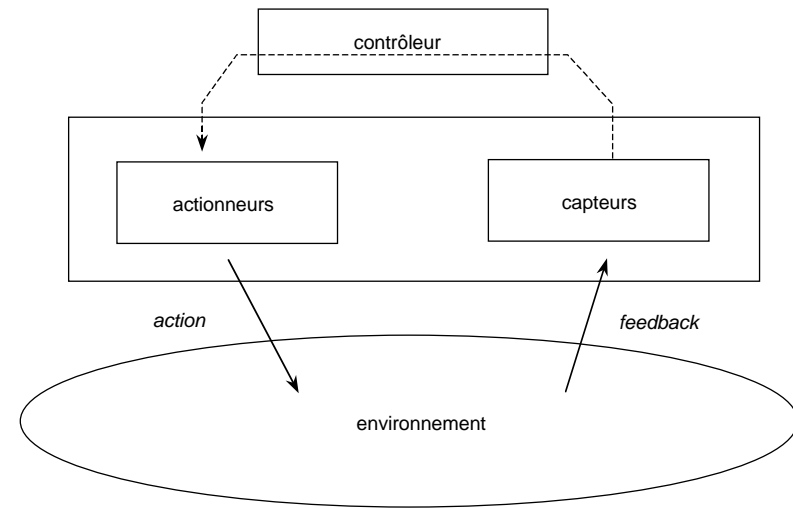 contrôleur
actionneurs
capteurs
action
feedback
environnement